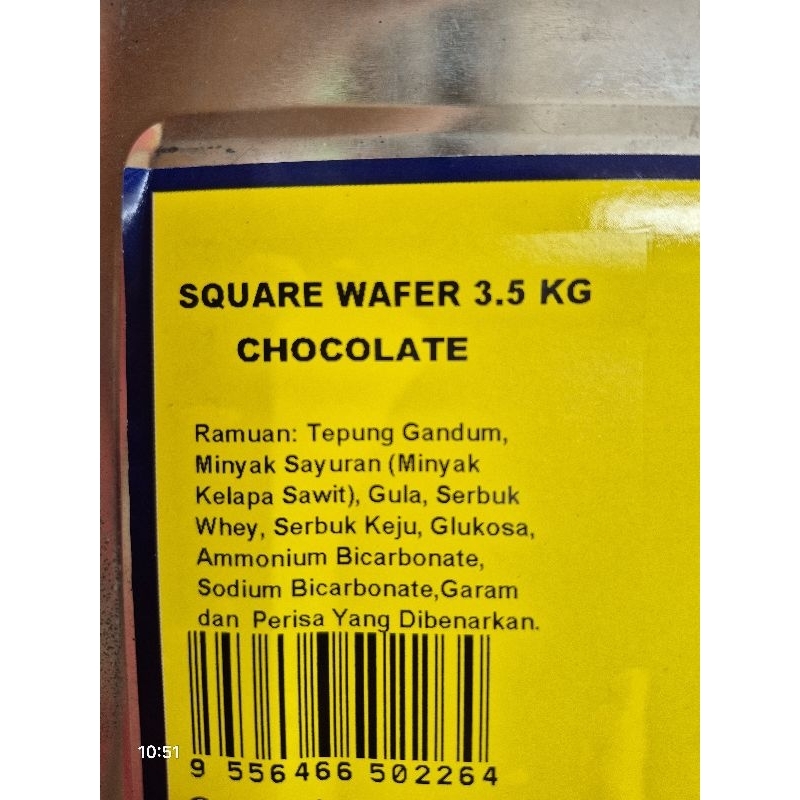 SQUARE WAFER 3.5 KG
CHOCOLATE
Ramuan: Tepung Gandum,
Minyak Sayuran (Minyak
Kelapa Sawit), Gula, Serbuk
Whey, Serbuk Keju, Glukosa,
Ammonium Bicarbonate,
Sodium Bicarbonate,Garam
dan Perisa Yang Dibenarkan.
10:51
9 556466 502264